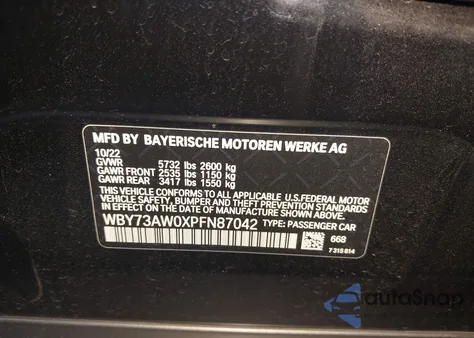 MFD BY BAYERISCHE MOTOREN WERKE AG
10/22
GVWR 5732 lbs 2600 kg
GAWR FRONT 2535 lbs 1150 kg
GAWR REAR 3417 lbs 1550 kg
THIS VEHICLE CONFORMS TO ALL APPLICABLE U.S.FEDERAL MOTOR
VEHICLE SAFETY, BUMPER AND THEFT PREVENTION STANDARDS
IN EFFECT ON THE DATE OF MANUFACTURE SHOWN ABOVE.
WBY73AW0XPFN87042 TYPE: PASSENGER CAR
668
7 315 814
iautoSnap